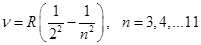 ν = R(1/2² − 1/n²), n = 3,4,...11